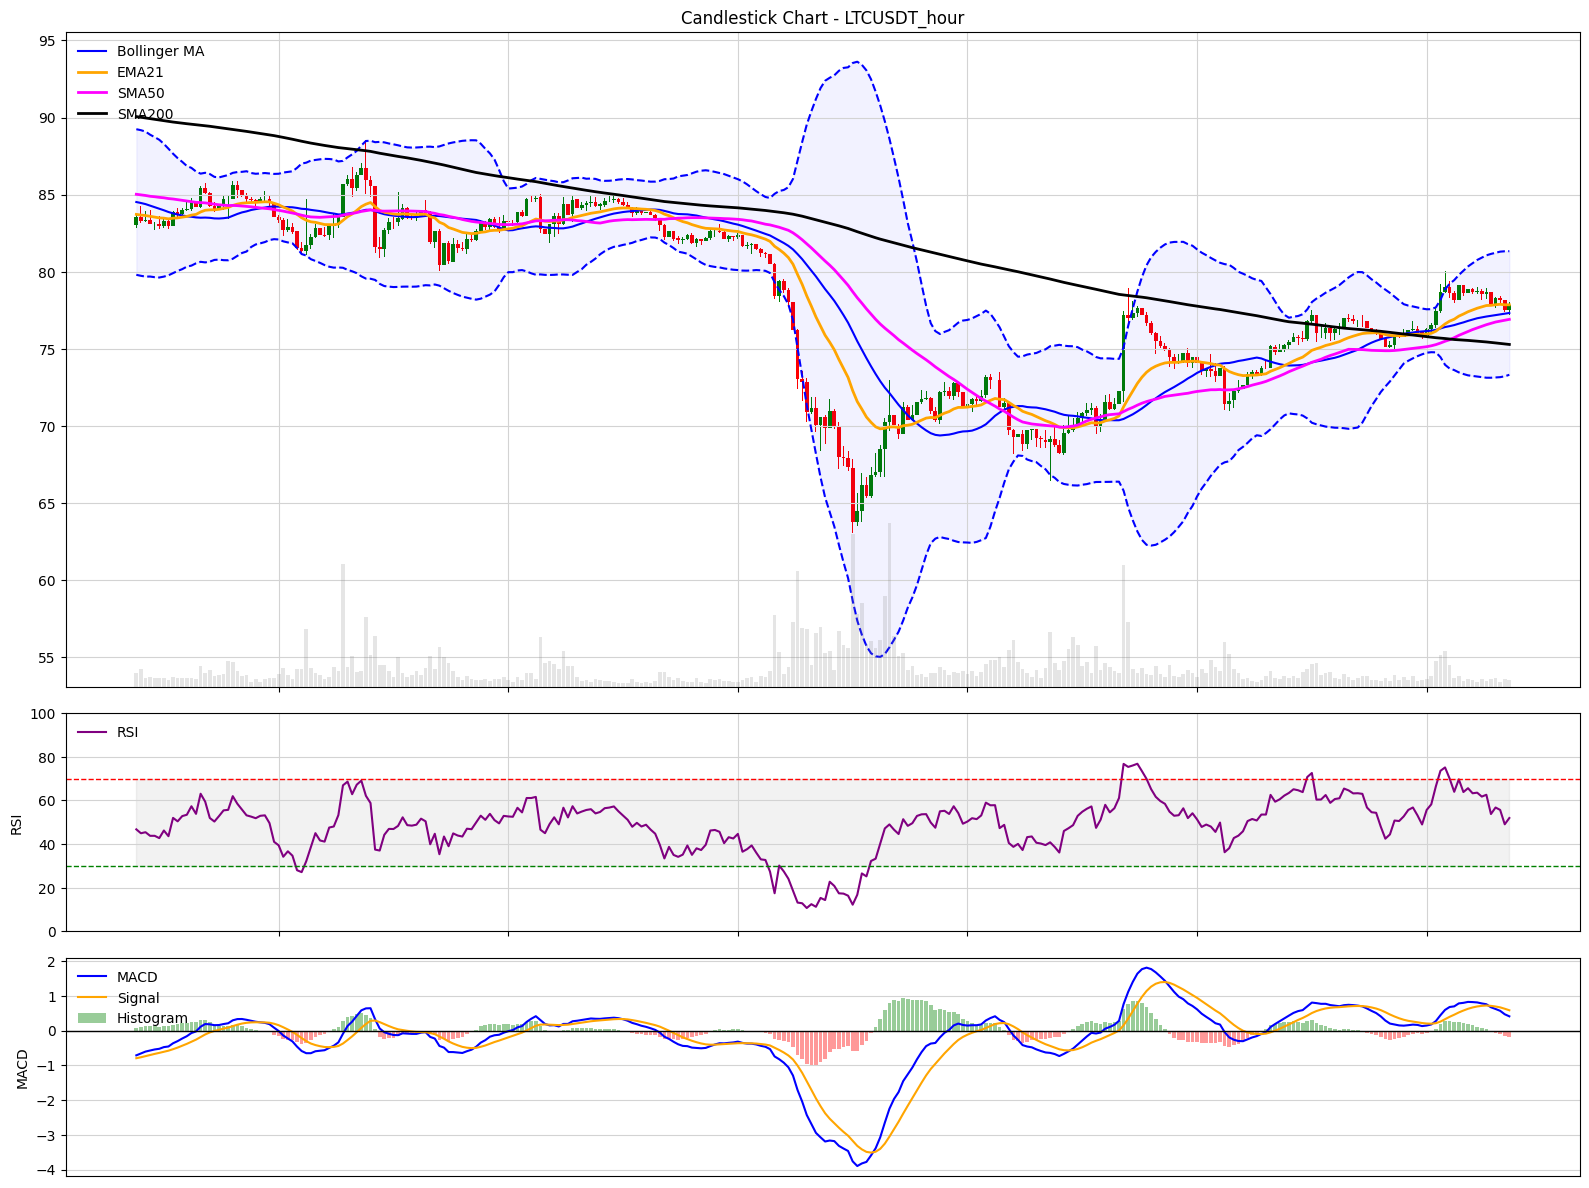 Candlestick Chart - LTCUSDT_hour
95
90
85
80
75
70
65
60
55
Bollinger MA
EMA21
SMA50
SMA200
100
80
60
40
20
0
RSI
RSI
2
1
0
−1
−2
−3
−4
MACD
MACD
Signal
Histogram